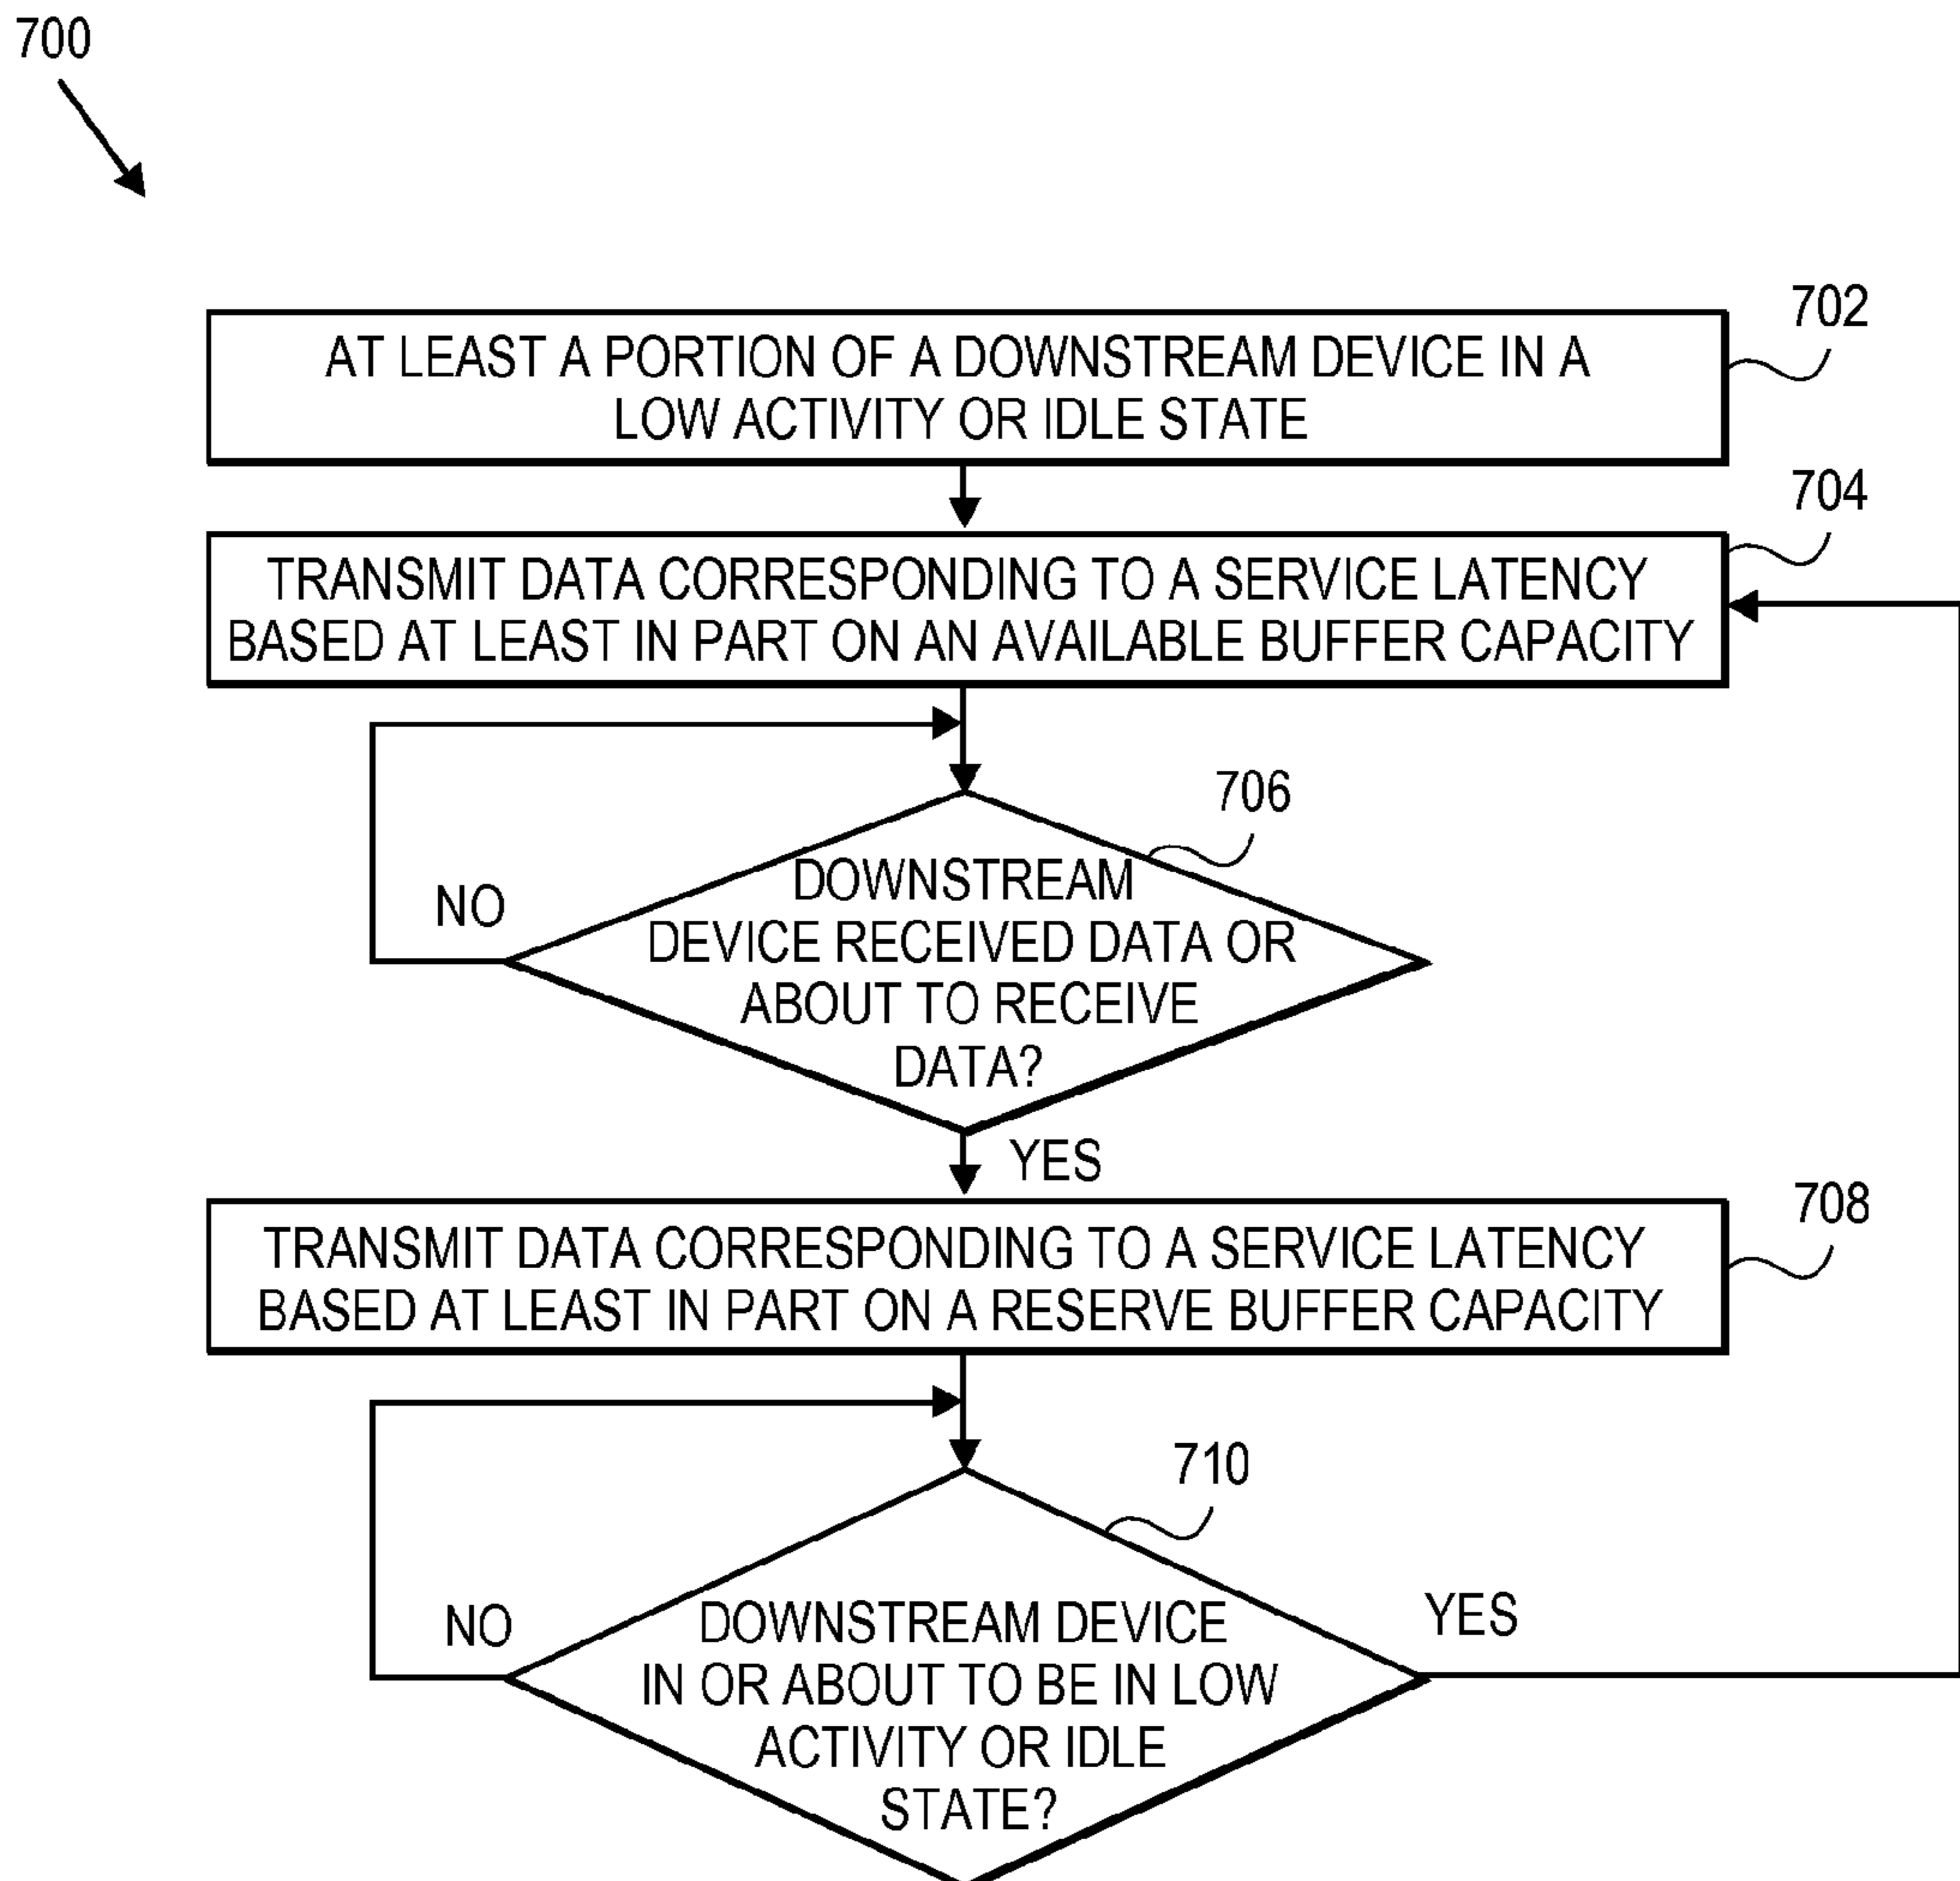 700
702
AT LEAST A PORTION OF A DOWNSTREAM DEVICE IN A
LOW ACTIVITY OR IDLE STATE
704
TRANSMIT DATA CORRESPONDING TO A SERVICE LATENCY
BASED AT LEAST IN PART ON AN AVAILABLE BUFFER CAPACITY
706
DOWNSTREAM
NO
DEVICE RECEIVED DATA OR
ABOUT TO RECEIVE
DATA?
YES
708
TRANSMIT DATA CORRESPONDING TO A SERVICE LATENCY
BASED AT LEAST IN PART ON A RESERVE BUFFER CAPACITY
710
NO
DOWNSTREAM DEVICE
YES
IN OR ABOUT TO BE IN LOW
ACTIVITY OR IDLE
STATE?